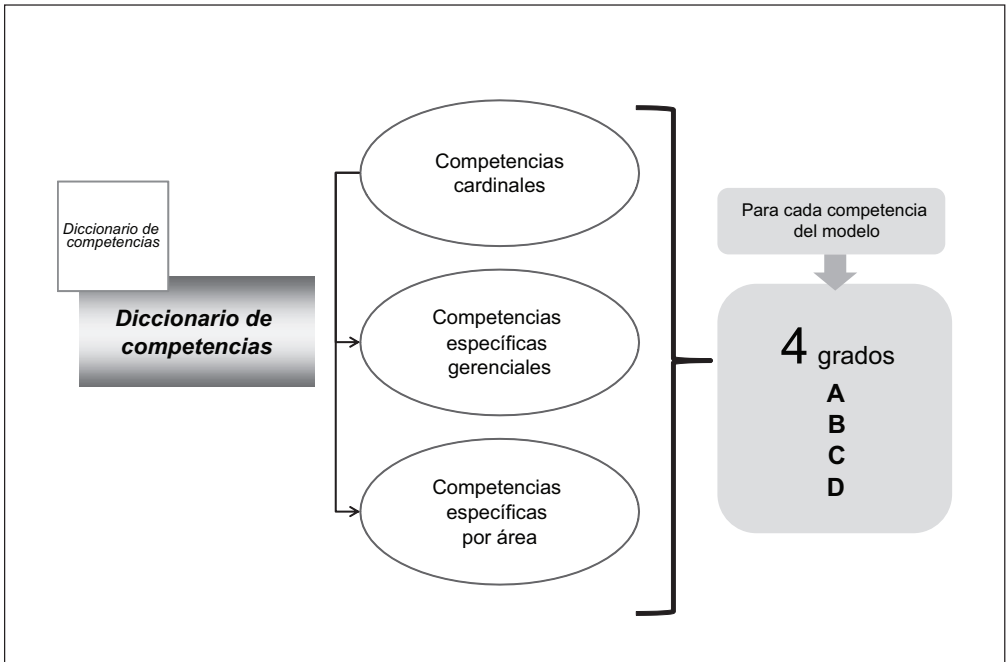 Diccionario de
competencias
Diccionario de
competencias
Competencias
cardinales
Competencias
específicas
gerenciales
Competencias
específicas
por área
Para cada competencia
del modelo
4 grados
A
B
C
D